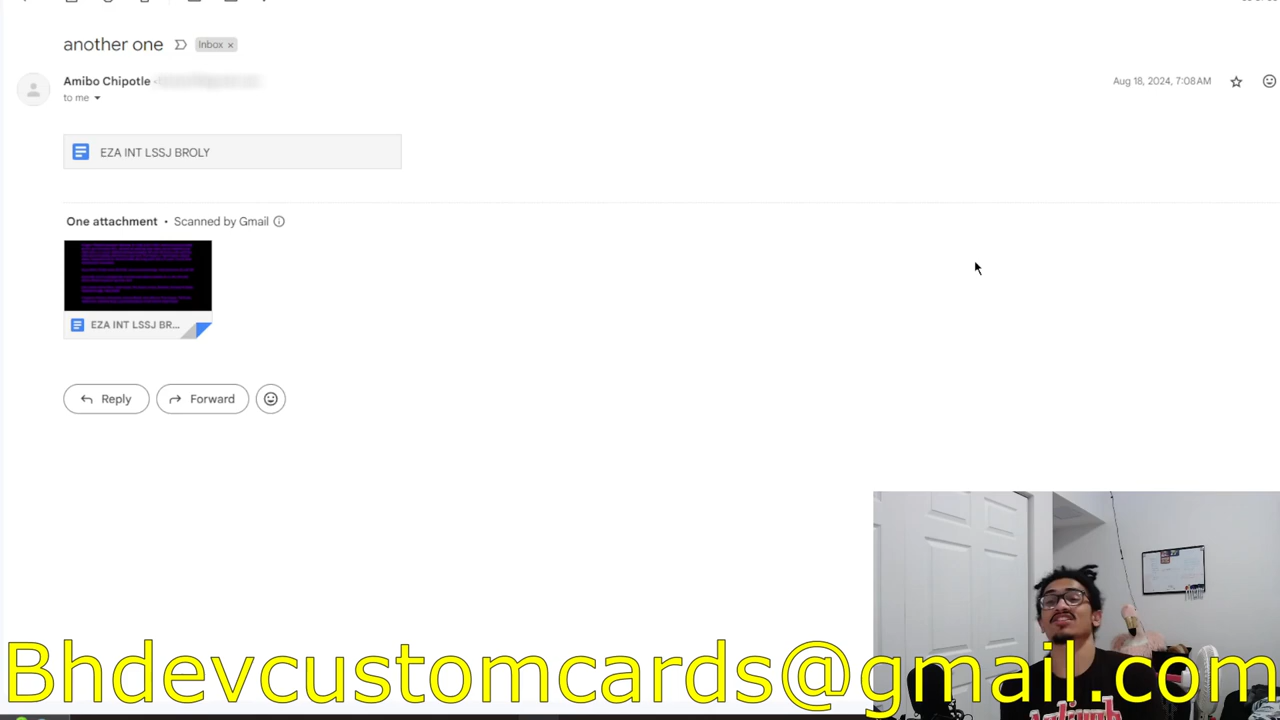 another one Inbox x
Amibo Chipotle
Aug 18, 2024, 7:08 AM
to me
EZA INT LSSJ BROLY
One attachment • Scanned by Gmail
EZA INT LSSJ BR...
Reply Forward
Bhdevcustomcards@gmail.com